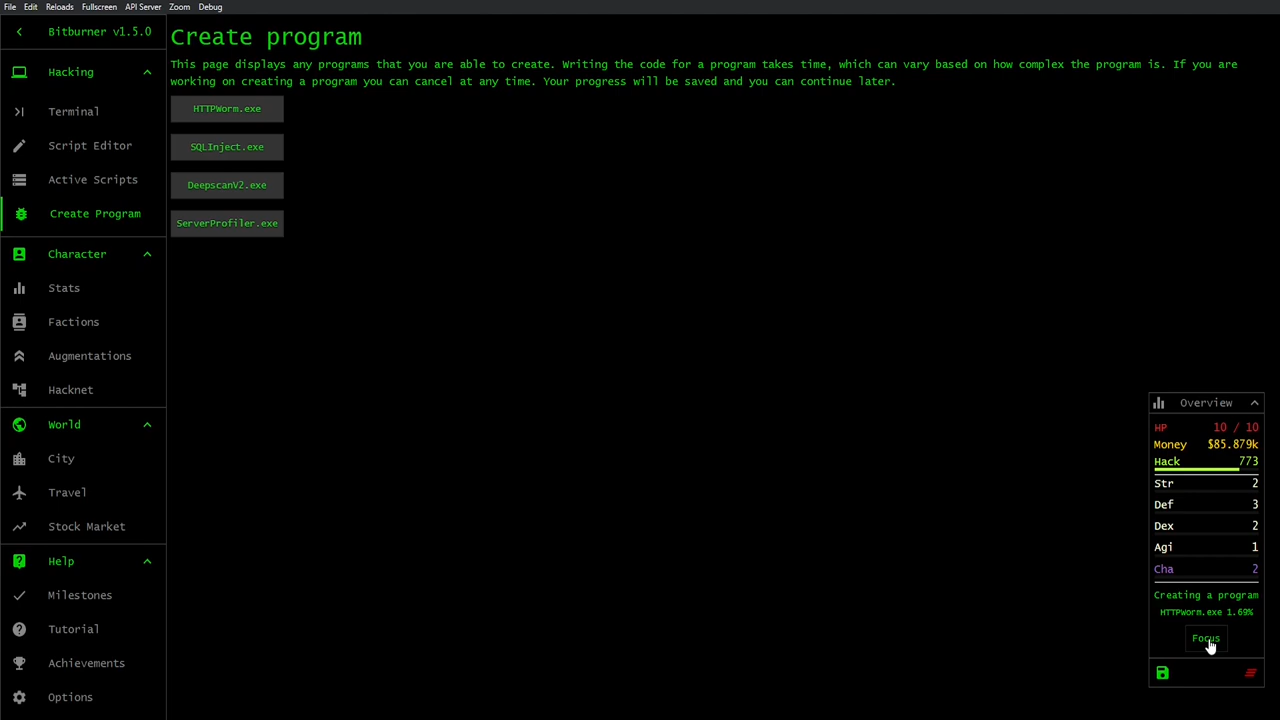 File Edit Reloads Fullscreen API Server Zoom Debug
Bitburner v1.5.0
Hacking
Terminal
Script Editor
Active Scripts
Create Program
Character
Stats
Factions
Augmentations
Hacknet
World
City
Travel
Stock Market
Help
Milestones
Tutorial
Achievements
Options
Create program
This page displays any programs that you are able to create. Writing the code for a program takes time, which can vary based on how complex the program is. If you are
working on creating a program you can cancel at any time. Your progress will be saved and you can continue later.
HTTPWorm.exe
SQLInject.exe
DeepscanV2.exe
ServerProfiler.exe
Overview
HP 10 / 10
Money $85.879k
Hack 773
Str 2
Def 3
Dex 2
Agi 1
Cha 2
Creating a program
HTTPWorm.exe 1.69%
Focus